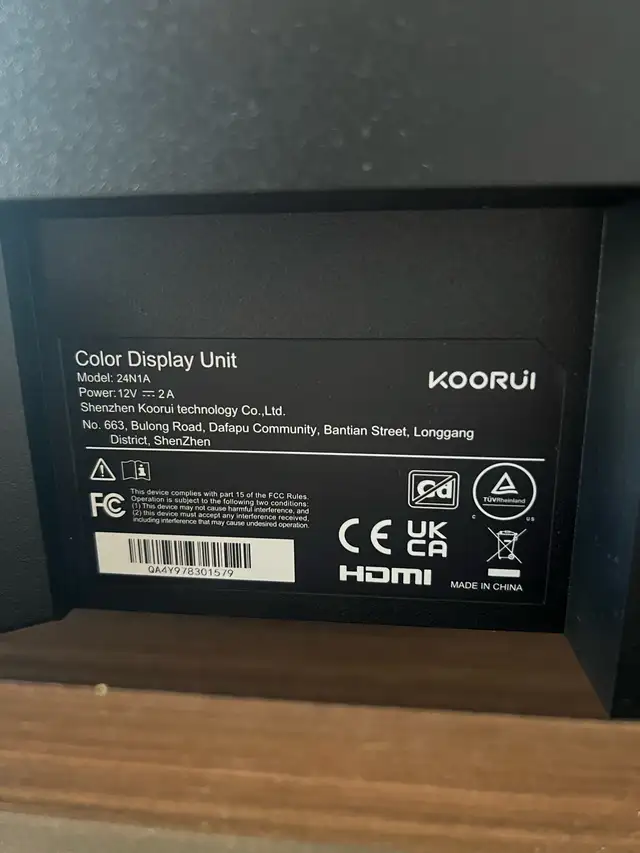 Color Display Unit
KOORUI
Model: 24N1A
Power: 12V ⎓ 2A
Shenzhen Koorui technology Co.,Ltd.
No. 663, Bulong Road, Dafapu Community, Bantian Street, Longgang
District, ShenZhen
FC
This device complies with part 15 of the FCC Rules.
Operation is subject to the following two conditions:
(1) This device may not cause harmful interference, and
(2) this device must accept any interference received,
including interference that may cause undesired operation.
Cd
TÜVRheinland
C US
CE
UK
CA
QA4Y978301579
HDMI
MADE IN CHINA